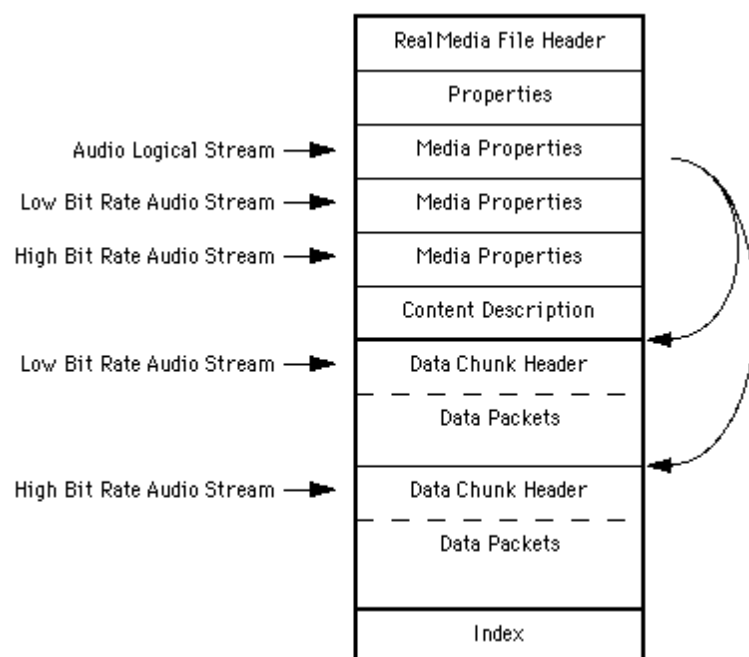 RealMedia File Header
Properties
Audio Logical Stream
Media Properties
Low Bit Rate Audio Stream
Media Properties
High Bit Rate Audio Stream
Media Properties
Content Description
Low Bit Rate Audio Stream
Data Chunk Header
Data Packets
High Bit Rate Audio Stream
Data Chunk Header
Data Packets
Index